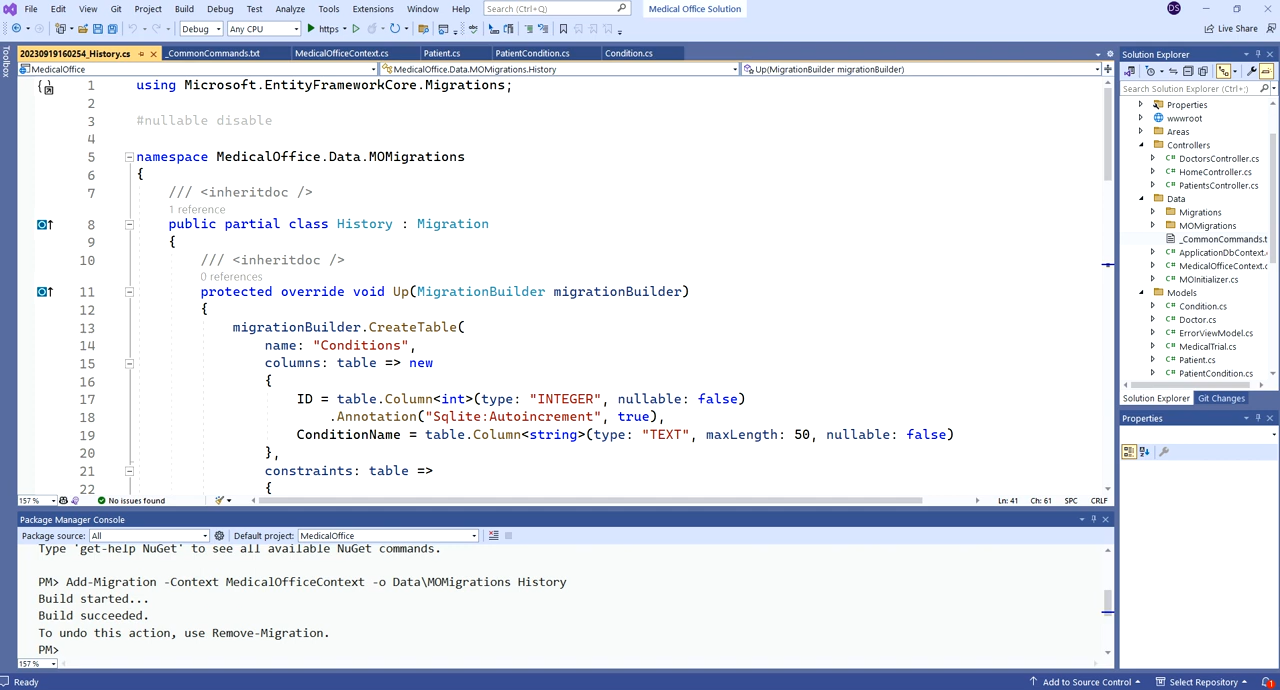 File Edit View Git Project Build Debug Test Analyze Tools Extensions Window Help Search (Ctrl+Q) Medical Office Solution DS
Debug Any CPU https Live Share
Toolbox
20230919160254_History.cs _CommonCommands.txt MedicalOfficeContext.cs Patient.cs PatientCondition.cs Condition.cs
MedicalOffice MedicalOffice.Data.MOMigrations.History Up(MigrationBuilder migrationBuilder)
1 using Microsoft.EntityFrameworkCore.Migrations;
2
3 #nullable disable
4
5 namespace MedicalOffice.Data.MOMigrations
6 {
7 /// <inheritdoc />
1 reference
8 public partial class History : Migration
9 {
10 /// <inheritdoc />
0 references
11 protected override void Up(MigrationBuilder migrationBuilder)
12 {
13 migrationBuilder.CreateTable(
14 name: "Conditions",
15 columns: table => new
16 {
17 ID = table.Column<int>(type: "INTEGER", nullable: false)
18 .Annotation("Sqlite:Autoincrement", true),
19 ConditionName = table.Column<string>(type: "TEXT", maxLength: 50, nullable: false)
20 },
21 constraints: table =>
22 {
157 % No issues found Ln: 41 Ch: 61 SPC CRLF
Package Manager Console
Package source: All Default project: MedicalOffice
Type 'get-help NuGet' to see all available NuGet commands.
PM> Add-Migration -Context MedicalOfficeContext -o Data\MOMigrations History
Build started...
Build succeeded.
To undo this action, use Remove-Migration.
PM>
157 %
Solution Explorer
Search Solution Explorer (Ctrl+;)
Properties
wwwroot
Areas
Controllers
C# DoctorsController.cs
C# HomeController.cs
C# PatientsController.cs
Data
Migrations
MOMigrations
_CommonCommands.t
C# ApplicationDbContext.
C# MedicalOfficeContext.c
C# MOInitializer.cs
Models
C# Condition.cs
C# Doctor.cs
C# ErrorViewModel.cs
C# MedicalTrial.cs
C# Patient.cs
C# PatientCondition.cs
Solution Explorer Git Changes
Properties
Ready Add to Source Control Select Repository 1